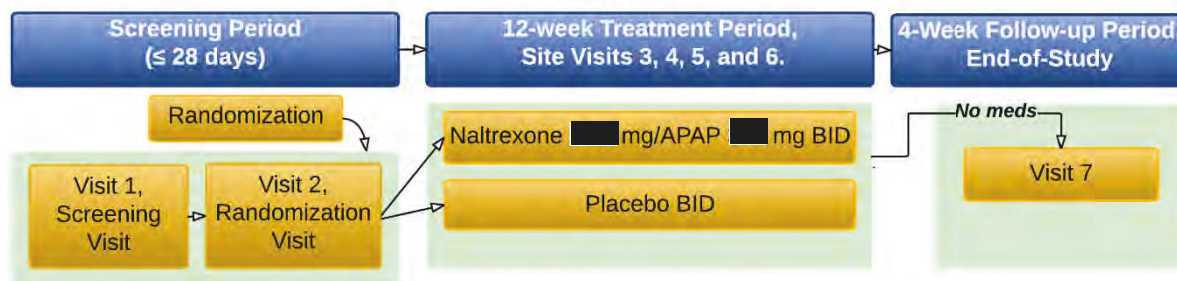 Screening Period
(≤ 28 days)
12-week Treatment Period,
Site Visits 3, 4, 5, and 6.
4-Week Follow-up Period
End-of-Study
Randomization
Visit 1,
Screening
Visit
Visit 2,
Randomization
Visit
Naltrexone mg/APAP mg BID
Placebo BID
No meds
Visit 7